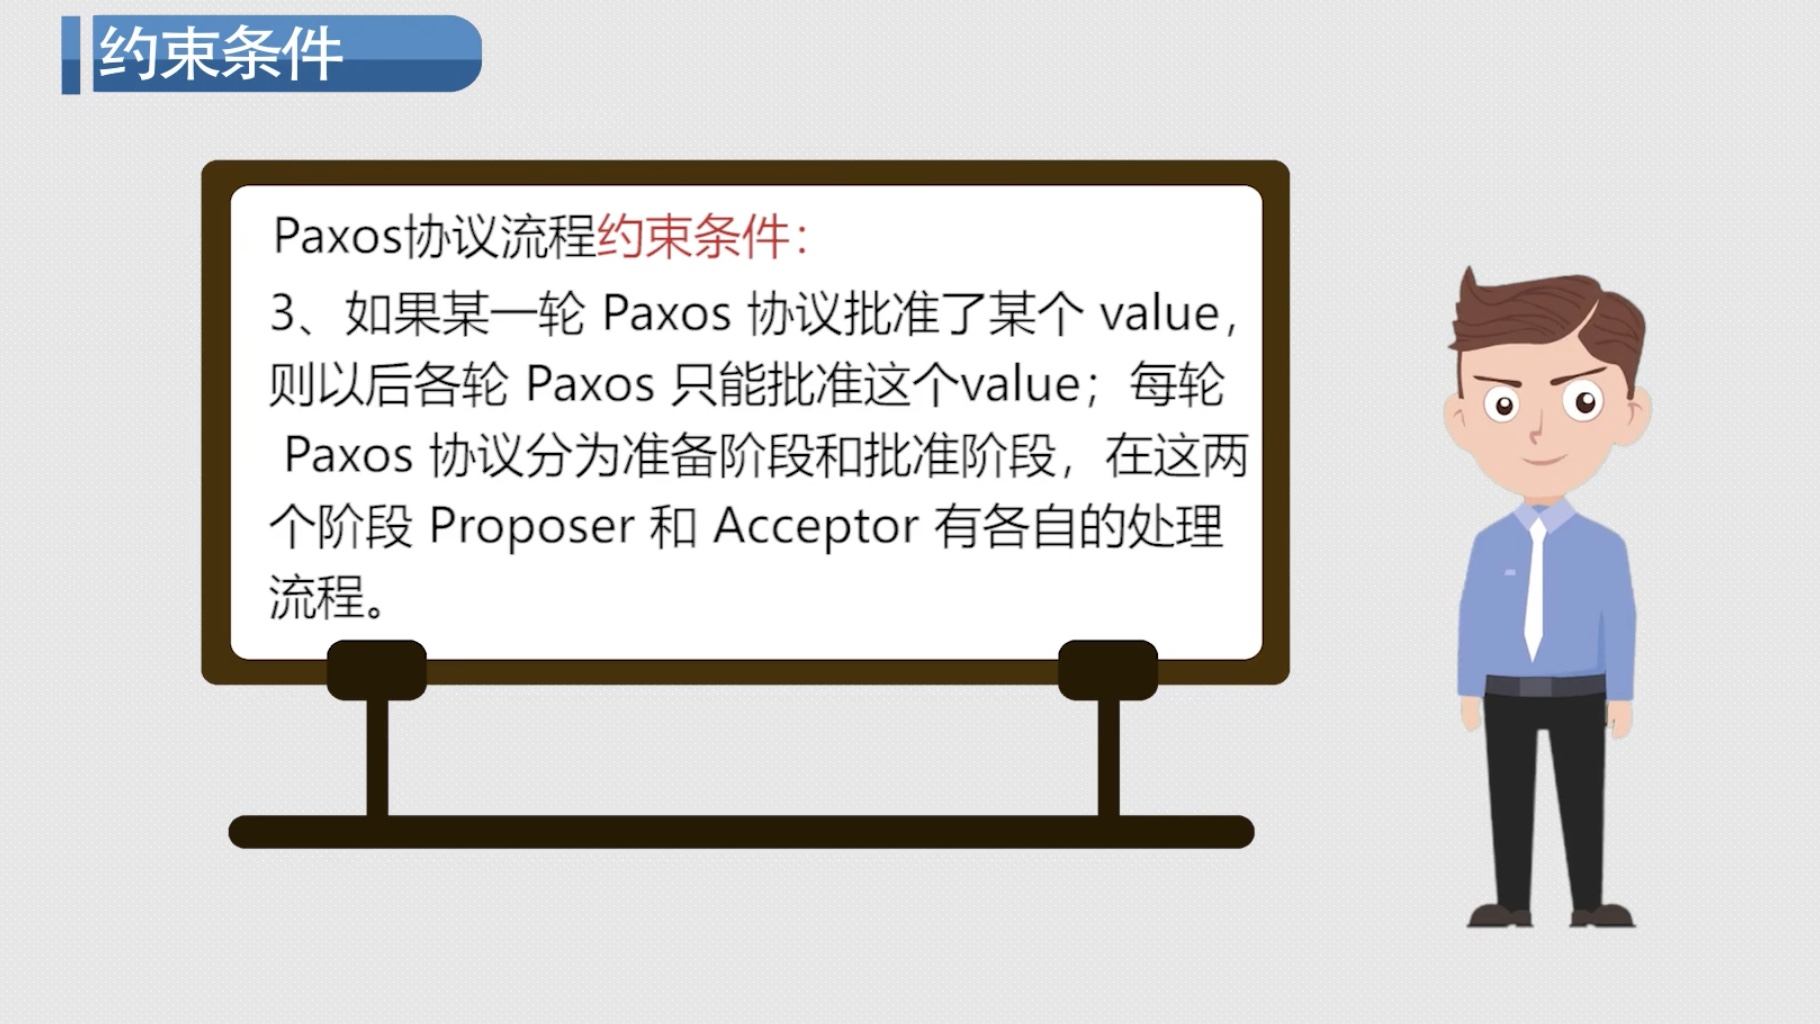 约束条件
Paxos协议流程约束条件：
3、如果某一轮 Paxos 协议批准了某个 value，
则以后各轮 Paxos 只能批准这个value；每轮
Paxos 协议分为准备阶段和批准阶段，在这两
个阶段 Proposer 和 Acceptor 有各自的处理
流程。